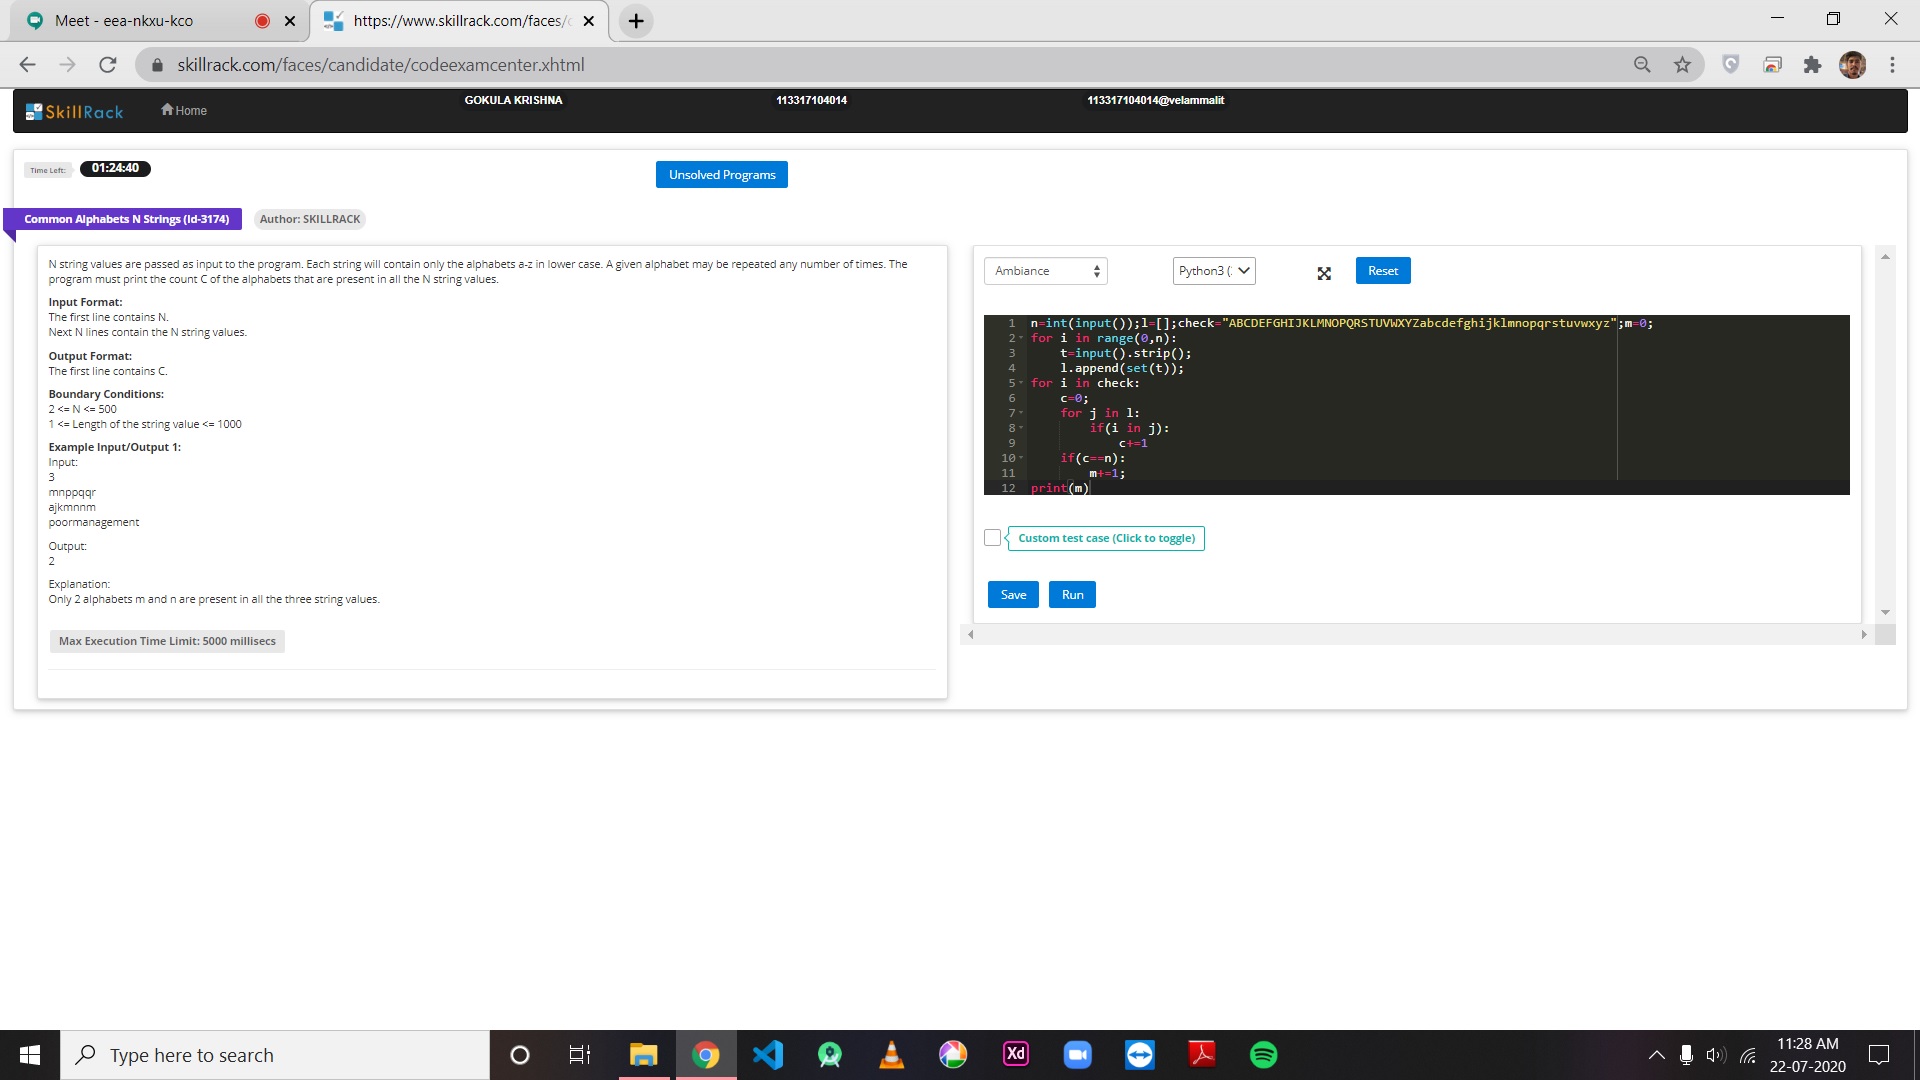 Meet - eea-nkxu-kco
https://www.skillrack.com/faces/
skillrack.com/faces/candidate/codeexamcenter.xhtml
SkillRack
Home
GOKULA KRISHNA
113317104014
113317104014@velammalit
Time Left:
01:24:40
Unsolved Programs
Common Alphabets N Strings (Id-3174)
Author: SKILLRACK
N string values are passed as input to the program. Each string will contain only the alphabets a-z in lower case. A given alphabet may be repeated any number of times. The
program must print the count C of the alphabets that are present in all the N string values.
Input Format:
The first line contains N.
Next N lines contain the N string values.
Output Format:
The first line contains C.
Boundary Conditions:
2 <= N <= 500
1 <= Length of the string value <= 1000
Example Input/Output 1:
Input:
3
mnppqqr
ajkmnnm
poormanagement
Output:
2
Explanation:
Only 2 alphabets m and n are present in all the three string values.
Max Execution Time Limit: 5000 millisecs
Ambiance
Python3 (
Reset
1 n=int(input());l=[];check="ABCDEFGHIJKLMNOPQRSTUVWXYZabcdefghijklmnopqrstuvwxyz";m=0;
2 for i in range(0,n):
3 t=input().strip();
4 l.append(set(t));
5 for i in check:
6 c=0;
7 for j in l:
8 if(i in j):
9 c+=1
10 if(c==n):
11 m+=1;
12 print(m)
Custom test case (Click to toggle)
Save
Run
Type here to search
Xd
11:28 AM
22-07-2020